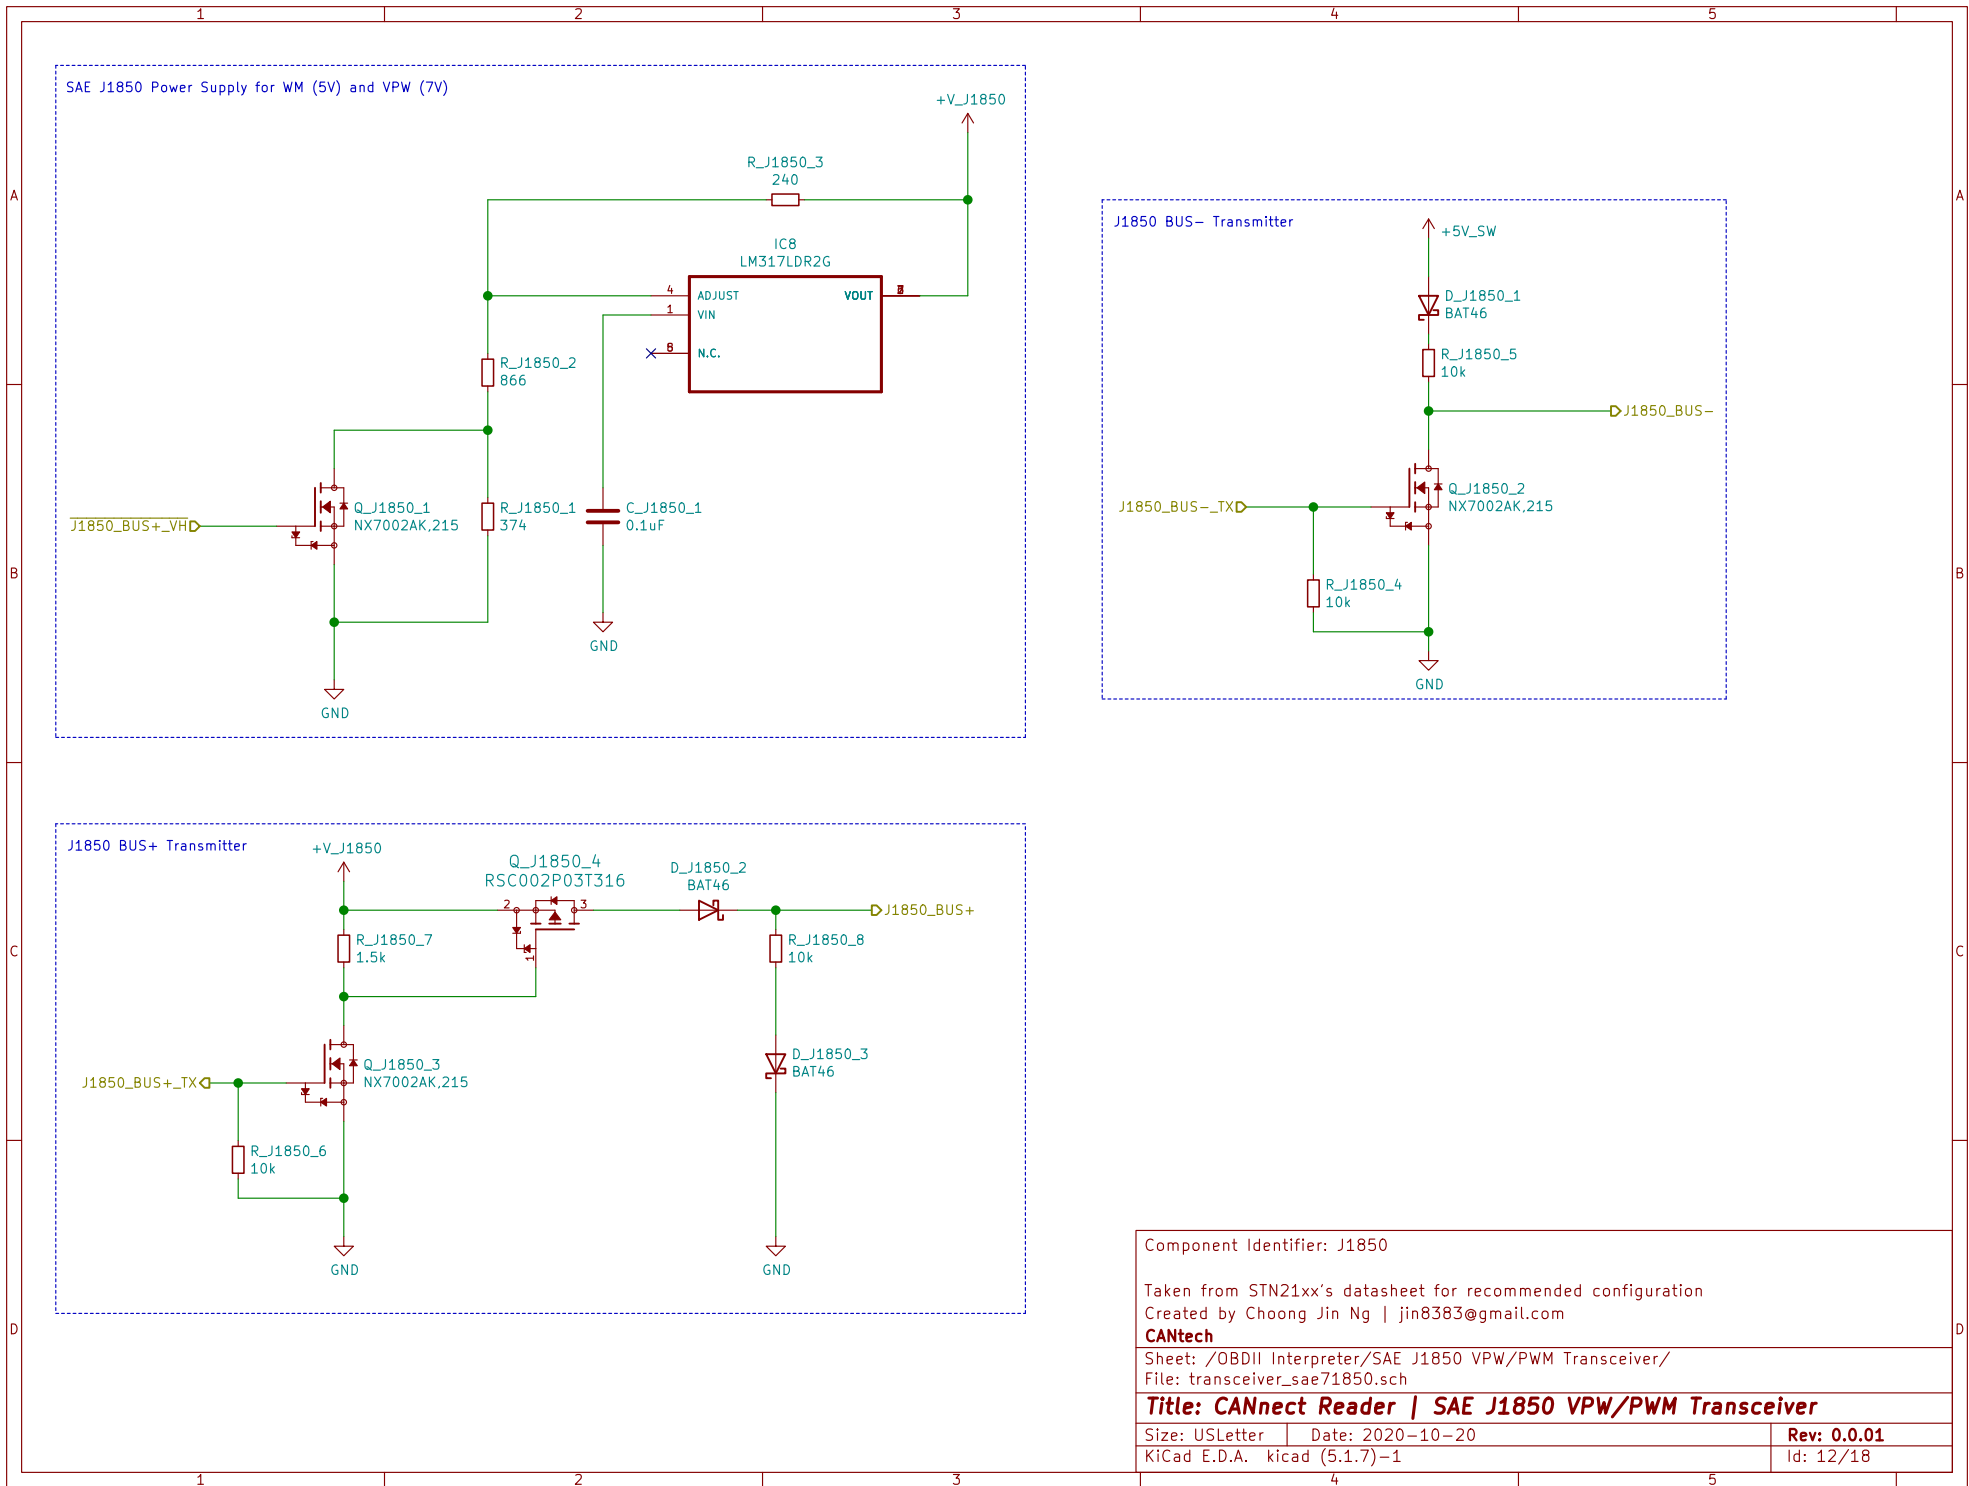 1 2 3 4 5
A
B
C
D
SAE J1850 Power Supply for WM (5V) and VPW (7V)
+V_J1850
R_J1850_3
240
IC8
LM317LDR2G
4 ADJUST
1 VIN
N.C.
VOUT
R_J1850_2
866
Q_J1850_1
NX7002AK,215
J1850_BUS+_VH
R_J1850_1
374
C_J1850_1
0.1uF
GND
GND
J1850 BUS- Transmitter
+5V_SW
D_J1850_1
BAT46
R_J1850_5
10k
J1850_BUS-
Q_J1850_2
NX7002AK,215
J1850_BUS-_TX
R_J1850_4
10k
GND
J1850 BUS+ Transmitter
+V_J1850
Q_J1850_4
RSC002P03T316
2 3
1
D_J1850_2
BAT46
J1850_BUS+
R_J1850_7
1.5k
R_J1850_8
10k
Q_J1850_3
NX7002AK,215
J1850_BUS+_TX
D_J1850_3
BAT46
R_J1850_6
10k
GND
GND
A
B
C
D
Component Identifier: J1850
Taken from STN21xx's datasheet for recommended configuration
Created by Choong Jin Ng | jin8383@gmail.com
CANtech
Sheet: /OBDII Interpreter/SAE J1850 VPW/PWM Transceiver/
File: transceiver_sae71850.sch
Title: CANnect Reader | SAE J1850 VPW/PWM Transceiver
Size: USLetter Date: 2020-10-20 Rev: 0.0.01
KiCad E.D.A. kicad (5.1.7)-1 Id: 12/18
1 2 3 4 5